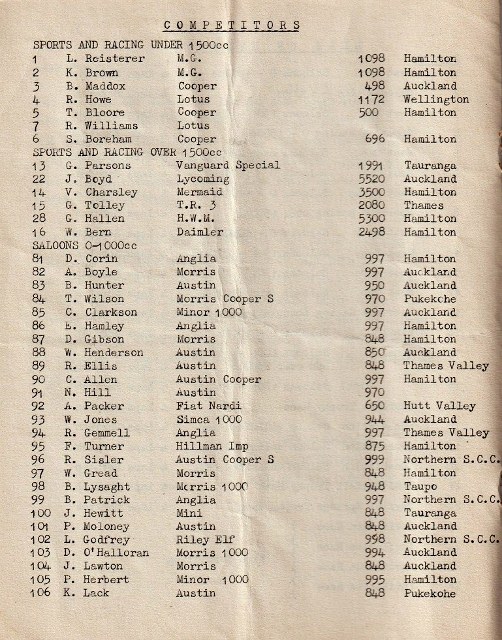 COMPETITORS
SPORTS AND RACING UNDER 1500cc
1 L. Reisterer M.G. 1098 Hamilton
2 K. Brown M.G. 1098 Hamilton
3 B. Maddox Cooper 498 Auckland
4 R. Howe Lotus 1172 Wellington
5 T. Bloore Cooper 500 Hamilton
7 R. Williams Lotus
6 S. Boreham Cooper 696 Hamilton
SPORTS AND RACING OVER 1500cc
13 G. Parsons Vanguard Special 1991 Tauranga
22 J. Boyd Lycoming 5520 Auckland
14 V. Charsley Mermaid 3500 Hamilton
15 G. Tolley T.R. 3 2080 Thames
28 G. Hallen H.W.M. 5300 Hamilton
16 W. Bern Daimler 2498 Hamilton
SALOONS 0-1000cc
81 D. Corin Anglia 997 Hamilton
82 A. Boyle Morris 997 Auckland
83 B. Hunter Austin 950 Auckland
84 T. Wilson Morris Cooper S 970 Pukekohe
85 C. Clarkson Minor 1000 997 Auckland
86 E. Hamley Anglia 997 Hamilton
87 D. Gibson Morris 848 Hamilton
88 W. Henderson Austin 850 Auckland
89 R. Ellis Austin 848 Thames Valley
90 C. Allen Austin Cooper 997 Hamilton
91 N. Hill Austin 970
92 A. Packer Fiat Nardi 650 Hutt Valley
93 W. Jones Simca 1000 944 Auckland
94 R. Gemmell Anglia 997 Thames Valley
95 F. Turner Hillman Imp 875 Hamilton
96 R. Sisler Austin Cooper S 999 Northern S.C.C.
97 W. Gread Morris 848 Hamilton
98 B. Lysaght Morris 1000 948 Taupo
99 B. Patrick Anglia 997 Northern S.C.C.
100 J. Hewitt Mini 848 Tauranga
101 P. Moloney Austin 848 Auckland
102 L. Godfrey Riley Elf 998 Northern S.C.C.
103 D. O'Halloran Morris 1000 994 Auckland
104 J. Lawton Morris 848 Auckland
105 P. Herbert Minor 1000 995 Hamilton
106 K. Lack Austin 848 Pukekohe